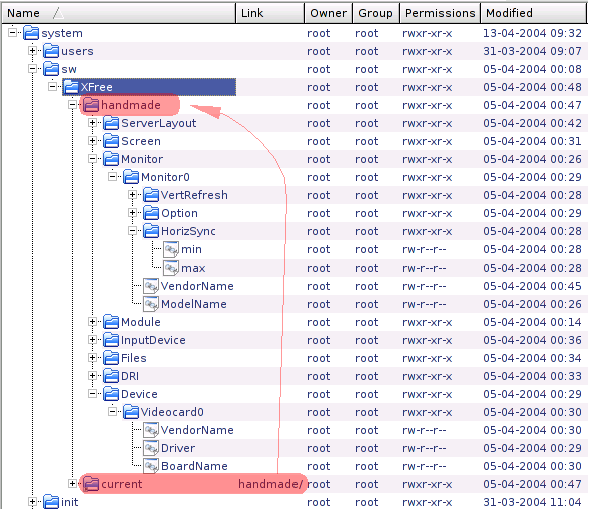 Name Link Owner Group Permissions Modified
system root root rwxr-xr-x 13-04-2004 09:32
users root root rwxr-xr-x 31-03-2004 09:07
sw root root rwxr-xr-x 05-04-2004 00:08
XFree root root rwxr-xr-x 05-04-2004 00:48
handmade root root rwxr-xr-x 05-04-2004 00:47
ServerLayout root root rwxr-xr-x 05-04-2004 00:42
Screen root root rwxr-xr-x 05-04-2004 00:31
Monitor root root rwxr-xr-x 05-04-2004 00:26
Monitor0 root root rwxr-xr-x 05-04-2004 00:29
VertRefresh root root rwxr-xr-x 05-04-2004 00:28
Option root root rwxr-xr-x 05-04-2004 00:29
HorizSync root root rwxr-xr-x 05-04-2004 00:28
min root root rw-r--r-- 05-04-2004 00:28
max root root rw-r--r-- 05-04-2004 00:28
VendorName root root rw-r--r-- 05-04-2004 00:45
ModelName root root rw-r--r-- 05-04-2004 00:26
Module root root rwxr-xr-x 05-04-2004 00:14
InputDevice root root rwxr-xr-x 05-04-2004 00:36
Files root root rwxr-xr-x 05-04-2004 00:34
DRI root root rwxr-xr-x 05-04-2004 00:33
Device root root rwxr-xr-x 05-04-2004 00:29
Videocard0 root root rwxr-xr-x 05-04-2004 00:30
VendorName root root rw-r--r-- 05-04-2004 00:30
Driver root root rw-r--r-- 05-04-2004 00:29
BoardName root root rw-r--r-- 05-04-2004 00:30
current handmade/ root root rwxr-xr-x 05-04-2004 00:47
init root root rwxr-xr-x 31-03-2004 11:04